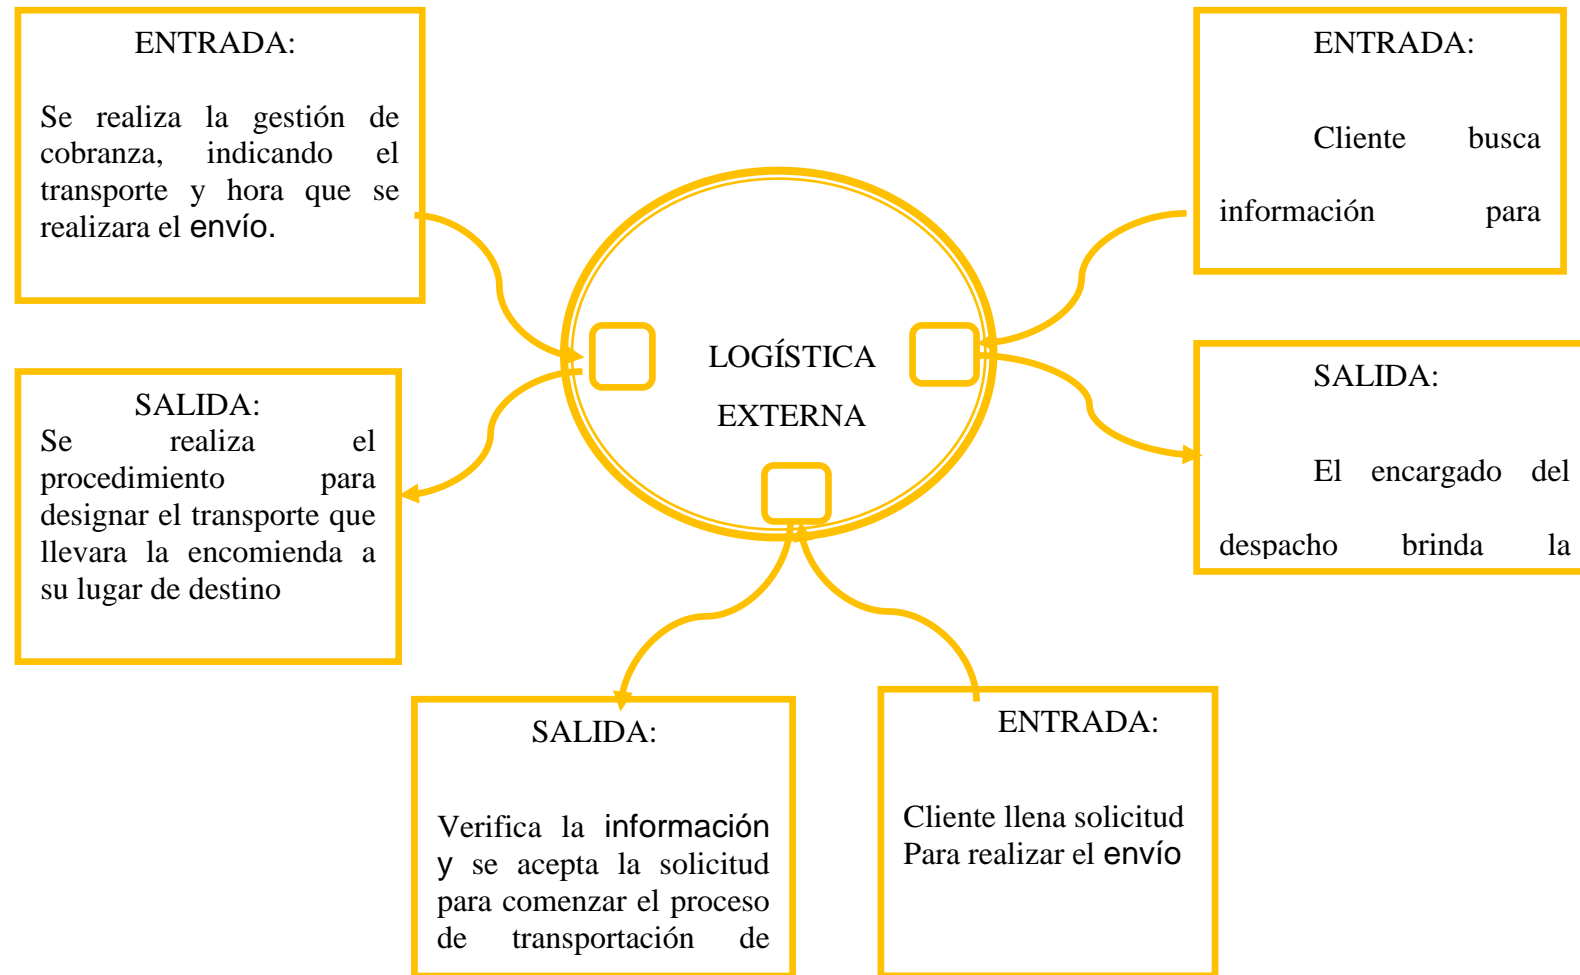 ENTRADA:
Se realiza la gestión de
cobranza, indicando el
transporte y hora que se
realizara el envío.
ENTRADA:
Cliente busca
información para
LOGÍSTICA
EXTERNA
SALIDA:
Se realiza el
procedimiento para
designar el transporte que
llevara la encomienda a
su lugar de destino
SALIDA:
El encargado del
despacho brinda la
SALIDA:
Verifica la información
y se acepta la solicitud
para comenzar el proceso
de transportación de
ENTRADA:
Cliente llena solicitud
Para realizar el envío